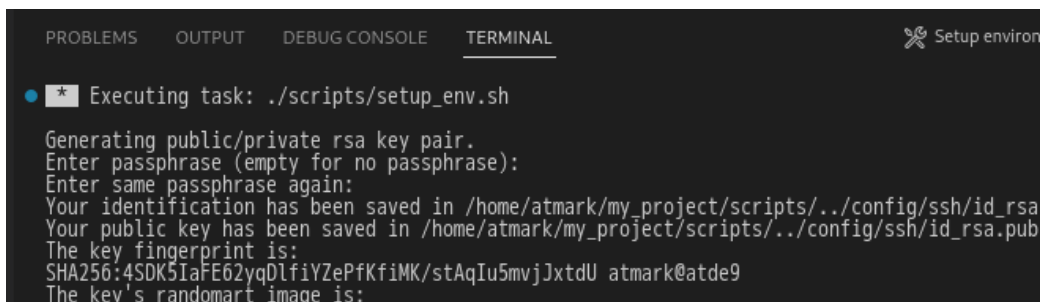 PROBLEMS OUTPUT DEBUG CONSOLE TERMINAL Setup environ
* Executing task: ./scripts/setup_env.sh
Generating public/private rsa key pair.
Enter passphrase (empty for no passphrase):
Enter same passphrase again:
Your identification has been saved in /home/atmark/my_project/scripts/../config/ssh/id_rsa
Your public key has been saved in /home/atmark/my_project/scripts/../config/ssh/id_rsa.pub
The key fingerprint is:
SHA256:4SDK5IaFE62yqDlfiYZePfKfiMK/stAqIu5mvjJxtdU atmark@atde9
The key's randomart image is: